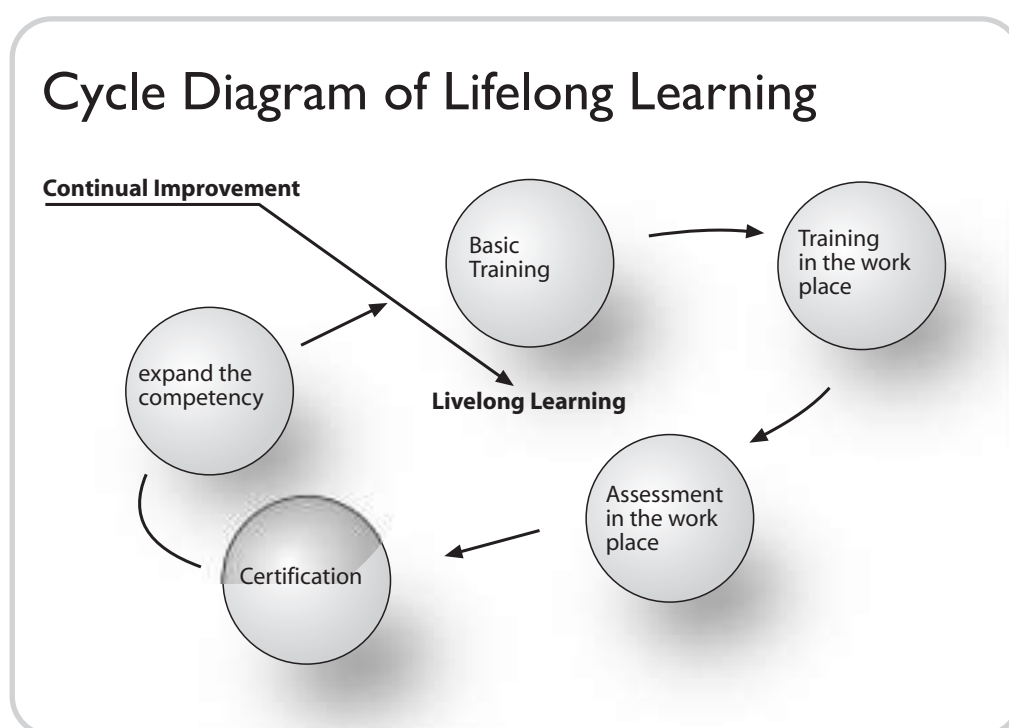 Cycle Diagram of Lifelong Learning
Continual Improvement
Basic
Training
Training
in the work
place
expand the
competency
Livelong Learning
Assessment
in the work
place
Certification